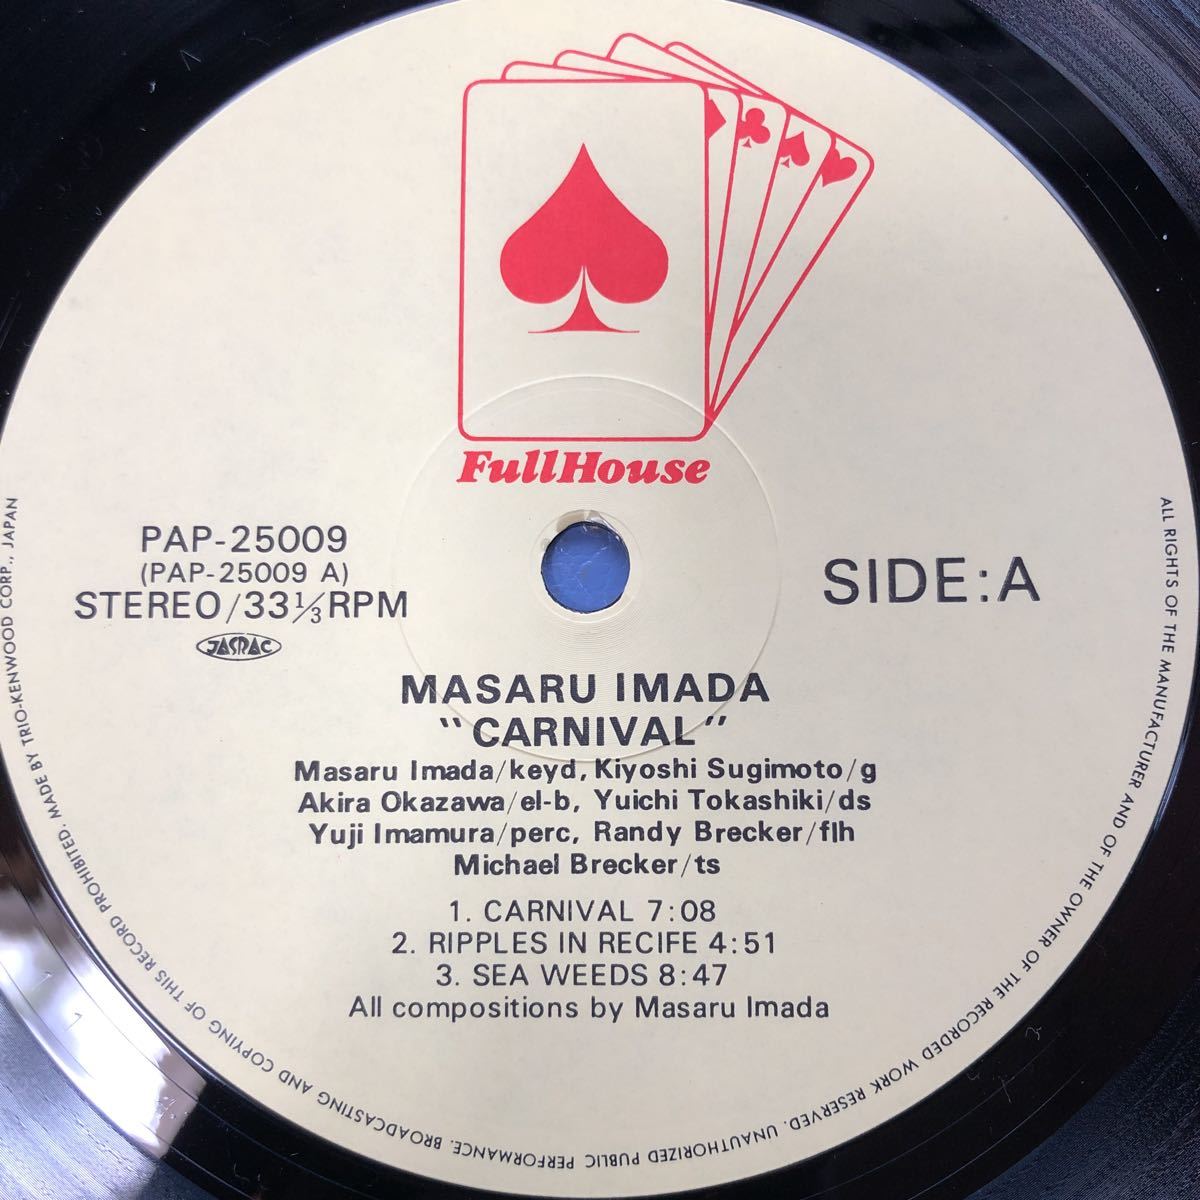 FullHouse
PAP-25009
(PAP-25009 A)
STEREO/33 1/3 RPM
JASRAC
SIDE:A
MASARU IMADA
"CARNIVAL"
Masaru Imada/keyd, Kiyoshi Sugimoto/g
Akira Okazawa/el-b, Yuichi Tokashiki/ds
Yuji Imamura/perc, Randy Brecker/flh
Michael Brecker/ts
1. CARNIVAL 7:08
2. RIPPLES IN RECIFE 4:51
3. SEA WEEDS 8:47
All compositions by Masaru Imada
ALL RIGHTS OF THE MANUFACTURER AND OF THE OWNER OF THE RECORDED WORK RESERVED. UNAUTHORIZED PUBLIC PERFORMANCE. BROADCASTING AND COPYING OF THIS RECORD PROHIBITED. MADE BY TRIO-KENWOOD CORP., JAPAN